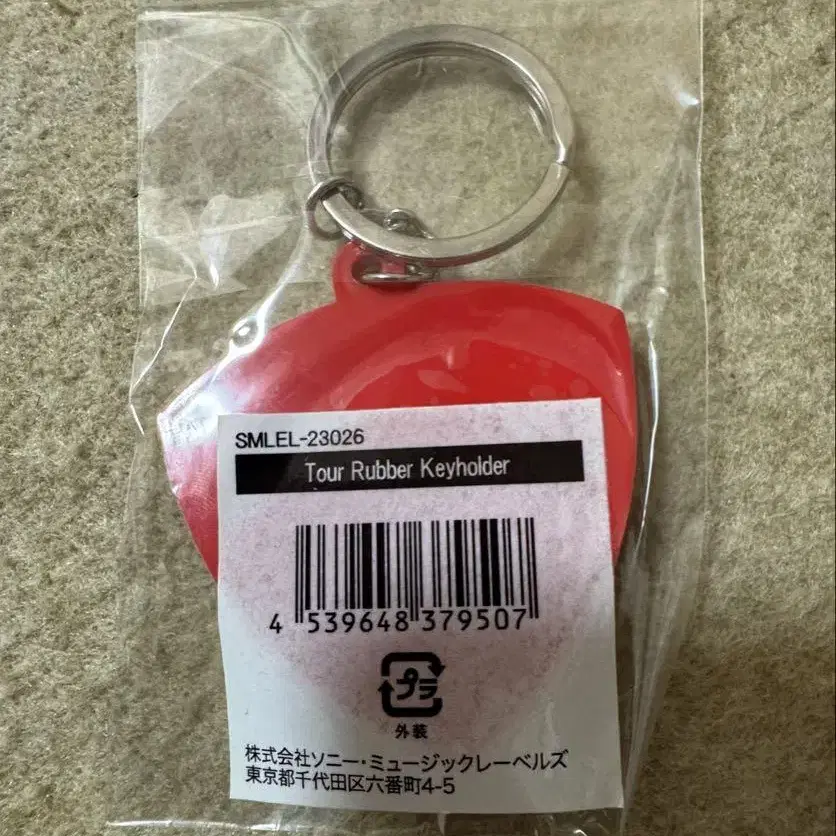 SMLEL-23026
Tour Rubber Keyholder
4 539648 379507
プラ
外装
株式会社ソニー・ミュージックレーベルズ
東京都千代田区六番町4-5